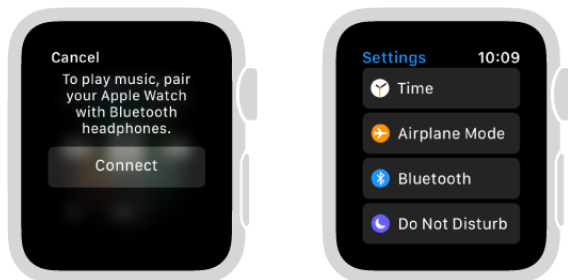 Cancel
To play music, pair
your Apple Watch
with Bluetooth
headphones.
Connect
Settings 10:09
Time
Airplane Mode
Bluetooth
Do Not Disturb